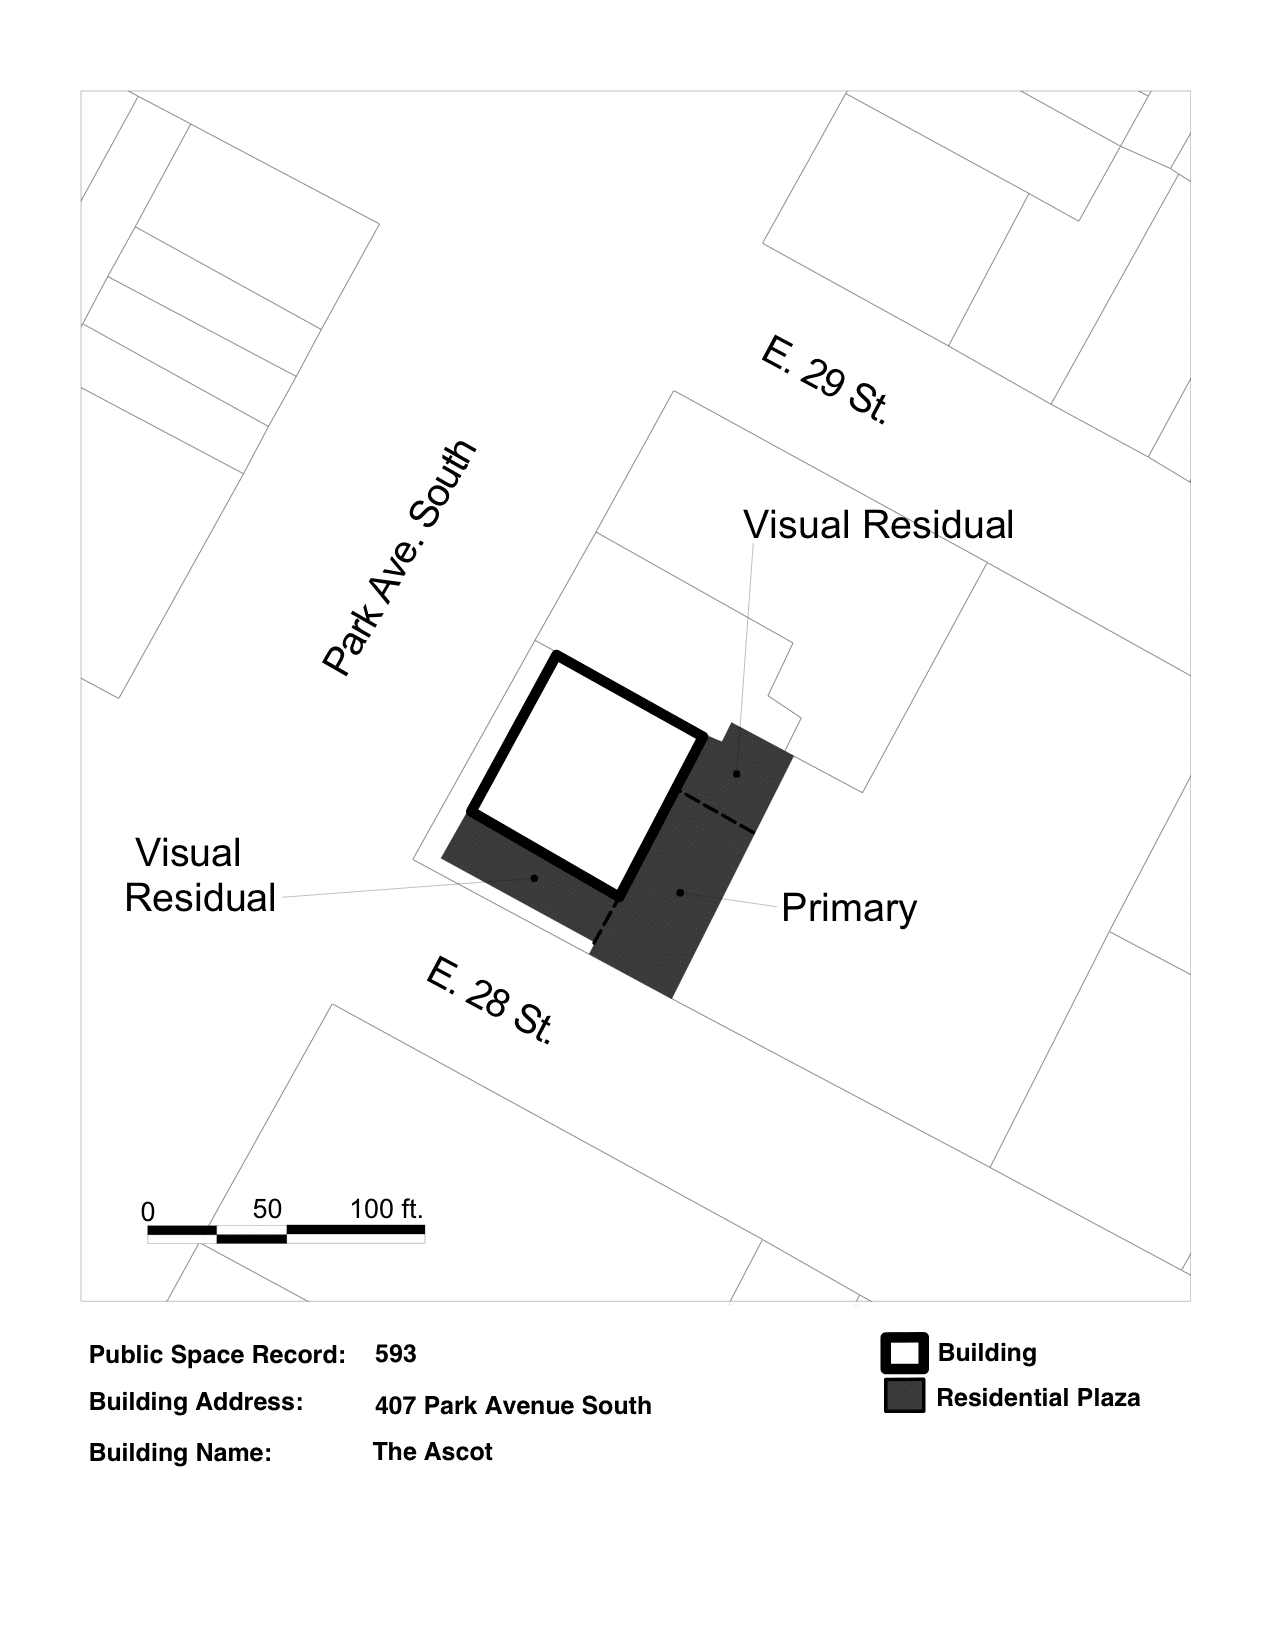 E. 29 St.
Park Ave. South
Visual Residual
Visual
Residual
Primary
E. 28 St.
0 50 100 ft.
Public Space Record: 593
Building Address: 407 Park Avenue South
Building Name: The Ascot
Building
Residential Plaza